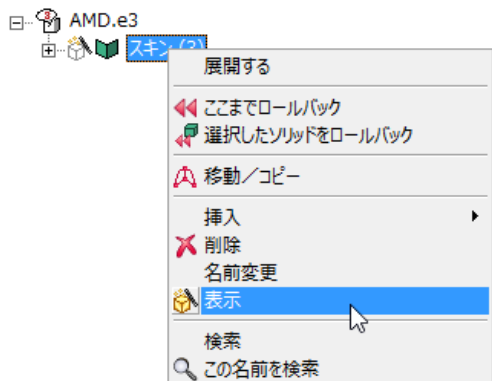 AMD.e3
スキン (3)
展開する
ここまでロールバック
選択したソリッドをロールバック
移動／コピー
挿入
削除
名前変更
表示
検索
この名前を検索